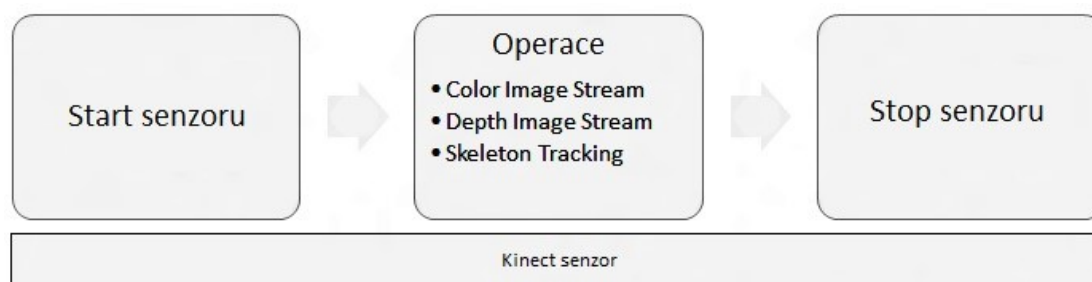 Start senzoru
Operace
• Color Image Stream
• Depth Image Stream
• Skeleton Tracking
Stop senzoru
Kinect senzor